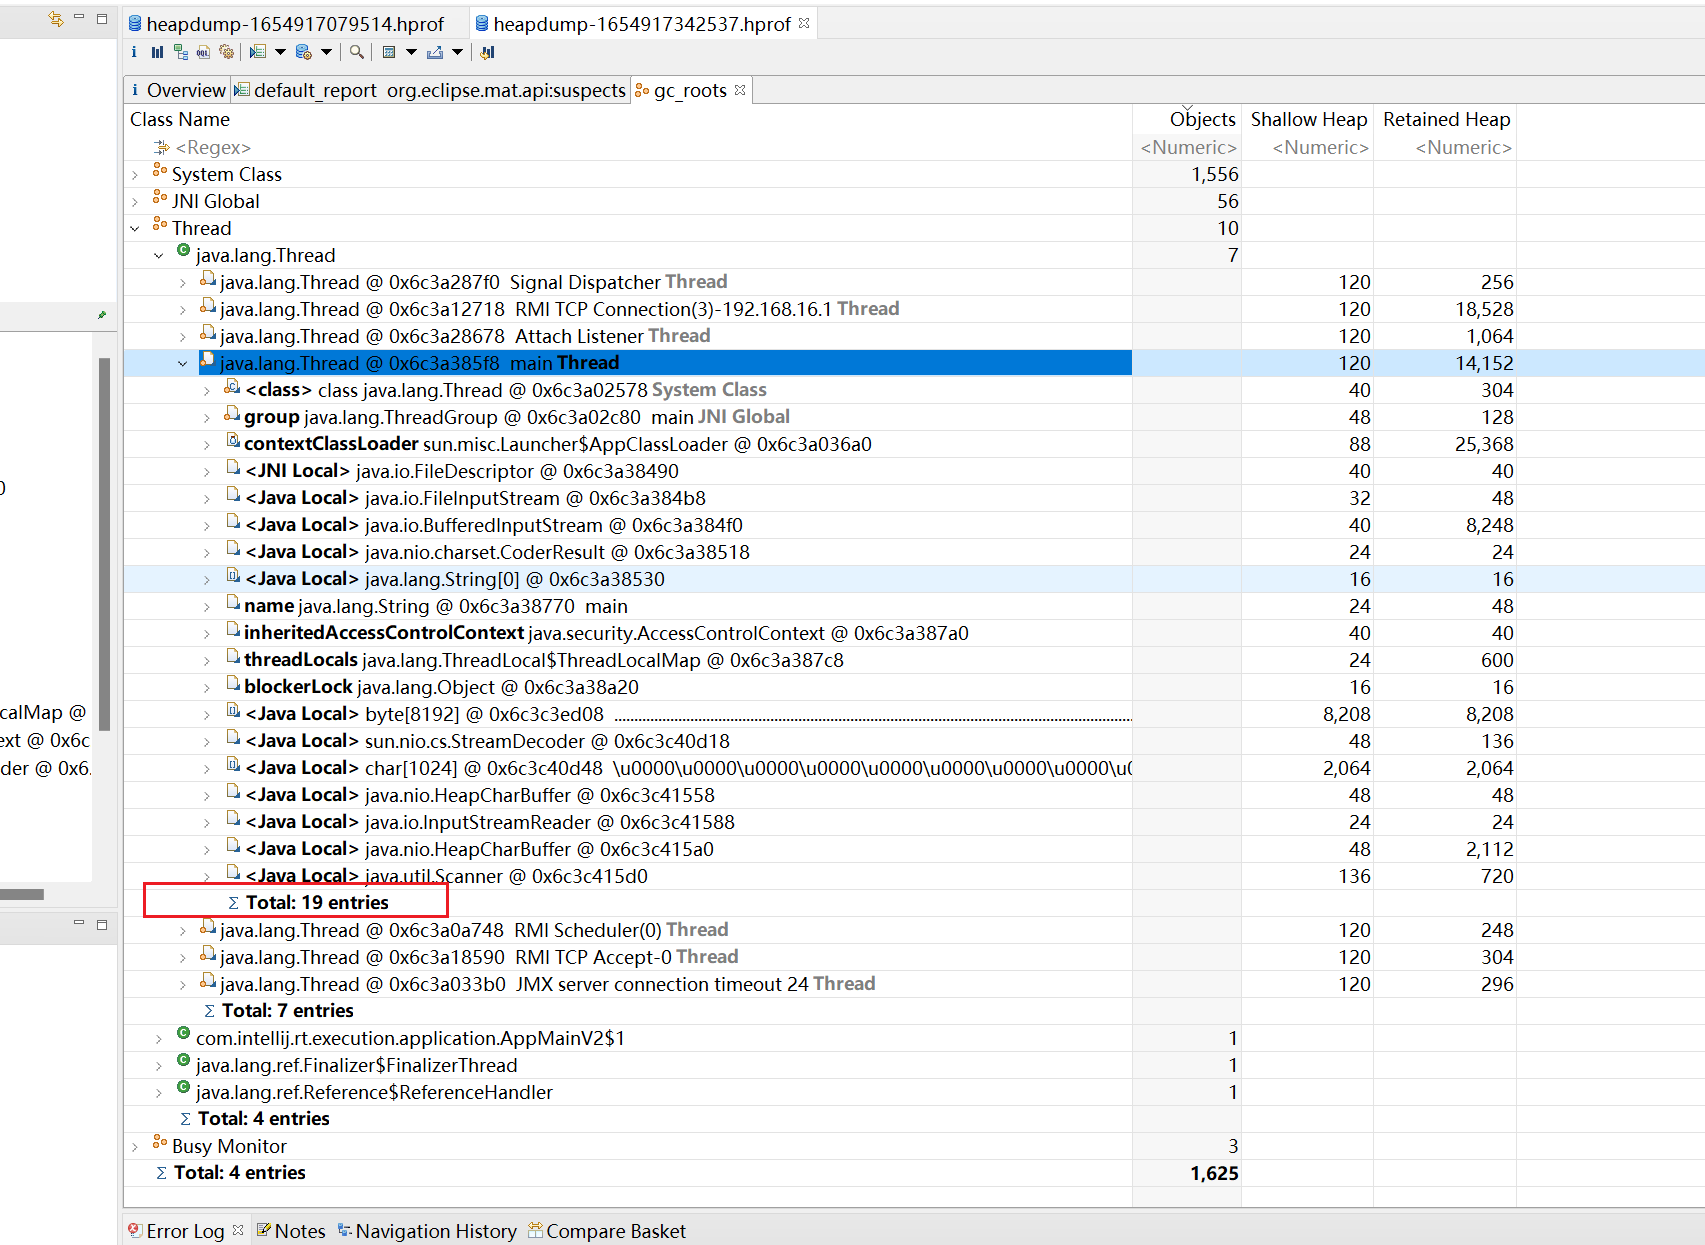 heapdump-1654917079514.hprof heapdump-1654917342537.hprof
i OQL
i Overview default_report org.eclipse.mat.api:suspects gc_roots
Class Name Objects Shallow Heap Retained Heap
<Regex> <Numeric> <Numeric> <Numeric>
System Class 1,556
JNI Global 56
Thread 10
java.lang.Thread 7
java.lang.Thread @ 0x6c3a287f0 Signal Dispatcher Thread 120 256
java.lang.Thread @ 0x6c3a12718 RMI TCP Connection(3)-192.168.16.1 Thread 120 18,528
java.lang.Thread @ 0x6c3a28678 Attach Listener Thread 120 1,064
java.lang.Thread @ 0x6c3a385f8 main Thread 120 14,152
<class> class java.lang.Thread @ 0x6c3a02578 System Class 40 304
group java.lang.ThreadGroup @ 0x6c3a02c80 main JNI Global 48 128
contextClassLoader sun.misc.Launcher$AppClassLoader @ 0x6c3a036a0 88 25,368
<JNI Local> java.io.FileDescriptor @ 0x6c3a38490 40 40
<Java Local> java.io.FileInputStream @ 0x6c3a384b8 32 48
<Java Local> java.io.BufferedInputStream @ 0x6c3a384f0 40 8,248
<Java Local> java.nio.charset.CoderResult @ 0x6c3a38518 24 24
<Java Local> java.lang.String[0] @ 0x6c3a38530 16 16
name java.lang.String @ 0x6c3a38770 main 24 48
inheritedAccessControlContext java.security.AccessControlContext @ 0x6c3a387a0 40 40
threadLocals java.lang.ThreadLocal$ThreadLocalMap @ 0x6c3a387c8 24 600
blockerLock java.lang.Object @ 0x6c3a38a20 16 16
calMap @
<Java Local> byte[8192] @ 0x6c3c3ed08 ................................................................................ 8,208 8,208
ext @ 0x6c
<Java Local> sun.nio.cs.StreamDecoder @ 0x6c3c40d18 48 136
der @ 0x6.
<Java Local> char[1024] @ 0x6c3c40d48 \u0000\u0000\u0000\u0000\u0000\u0000\u0000\u0000\u0 2,064 2,064
<Java Local> java.nio.HeapCharBuffer @ 0x6c3c41558 48 48
<Java Local> java.io.InputStreamReader @ 0x6c3c41588 24 24
<Java Local> java.nio.HeapCharBuffer @ 0x6c3c415a0 48 2,112
<Java Local> java.util.Scanner @ 0x6c3c415d0 136 720
Σ Total: 19 entries
java.lang.Thread @ 0x6c3a0a748 RMI Scheduler(0) Thread 120 248
java.lang.Thread @ 0x6c3a18590 RMI TCP Accept-0 Thread 120 304
java.lang.Thread @ 0x6c3a033b0 JMX server connection timeout 24 Thread 120 296
Σ Total: 7 entries
com.intellij.rt.execution.application.AppMainV2$1 1
java.lang.ref.Finalizer$FinalizerThread 1
java.lang.ref.Reference$ReferenceHandler 1
Σ Total: 4 entries
Busy Monitor 3
Σ Total: 4 entries 1,625
Error Log Notes Navigation History Compare Basket